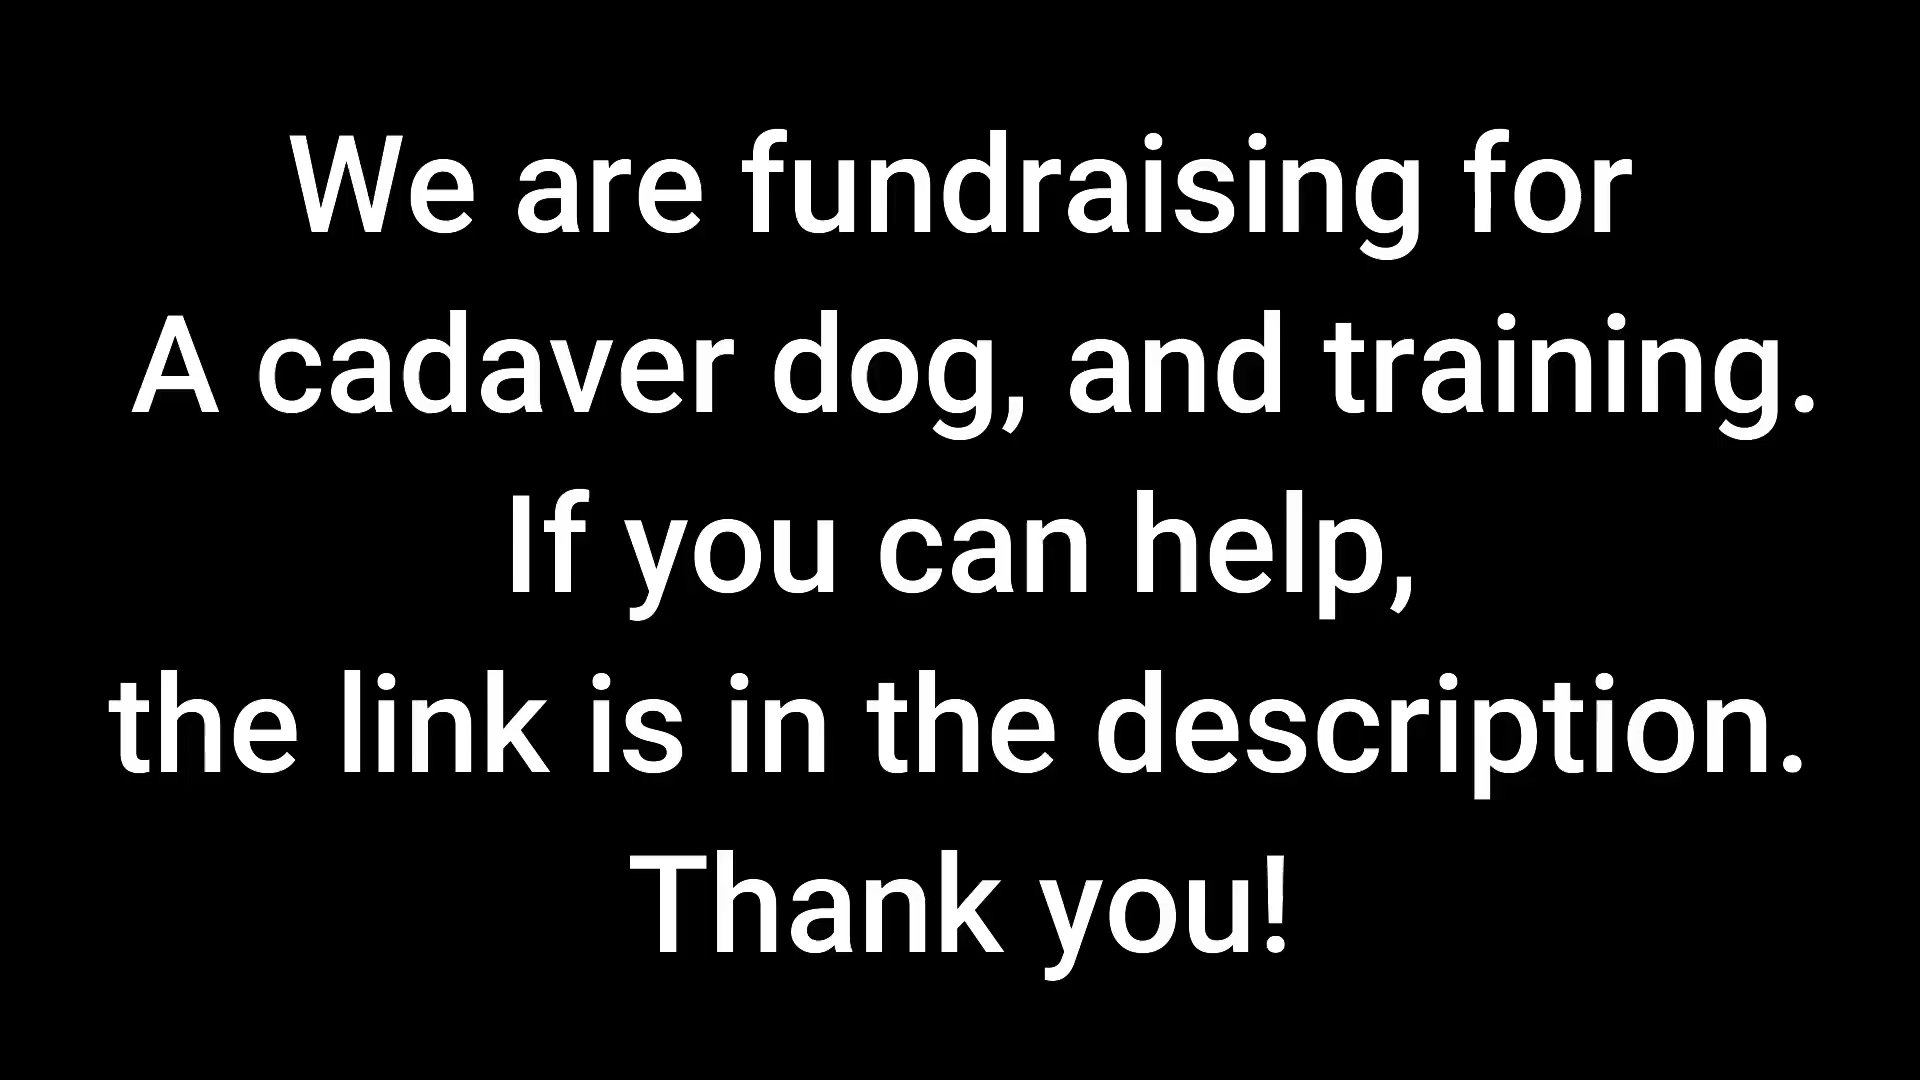 We are fundraising for
A cadaver dog, and training.
If you can help,
the link is in the description.
Thank you!